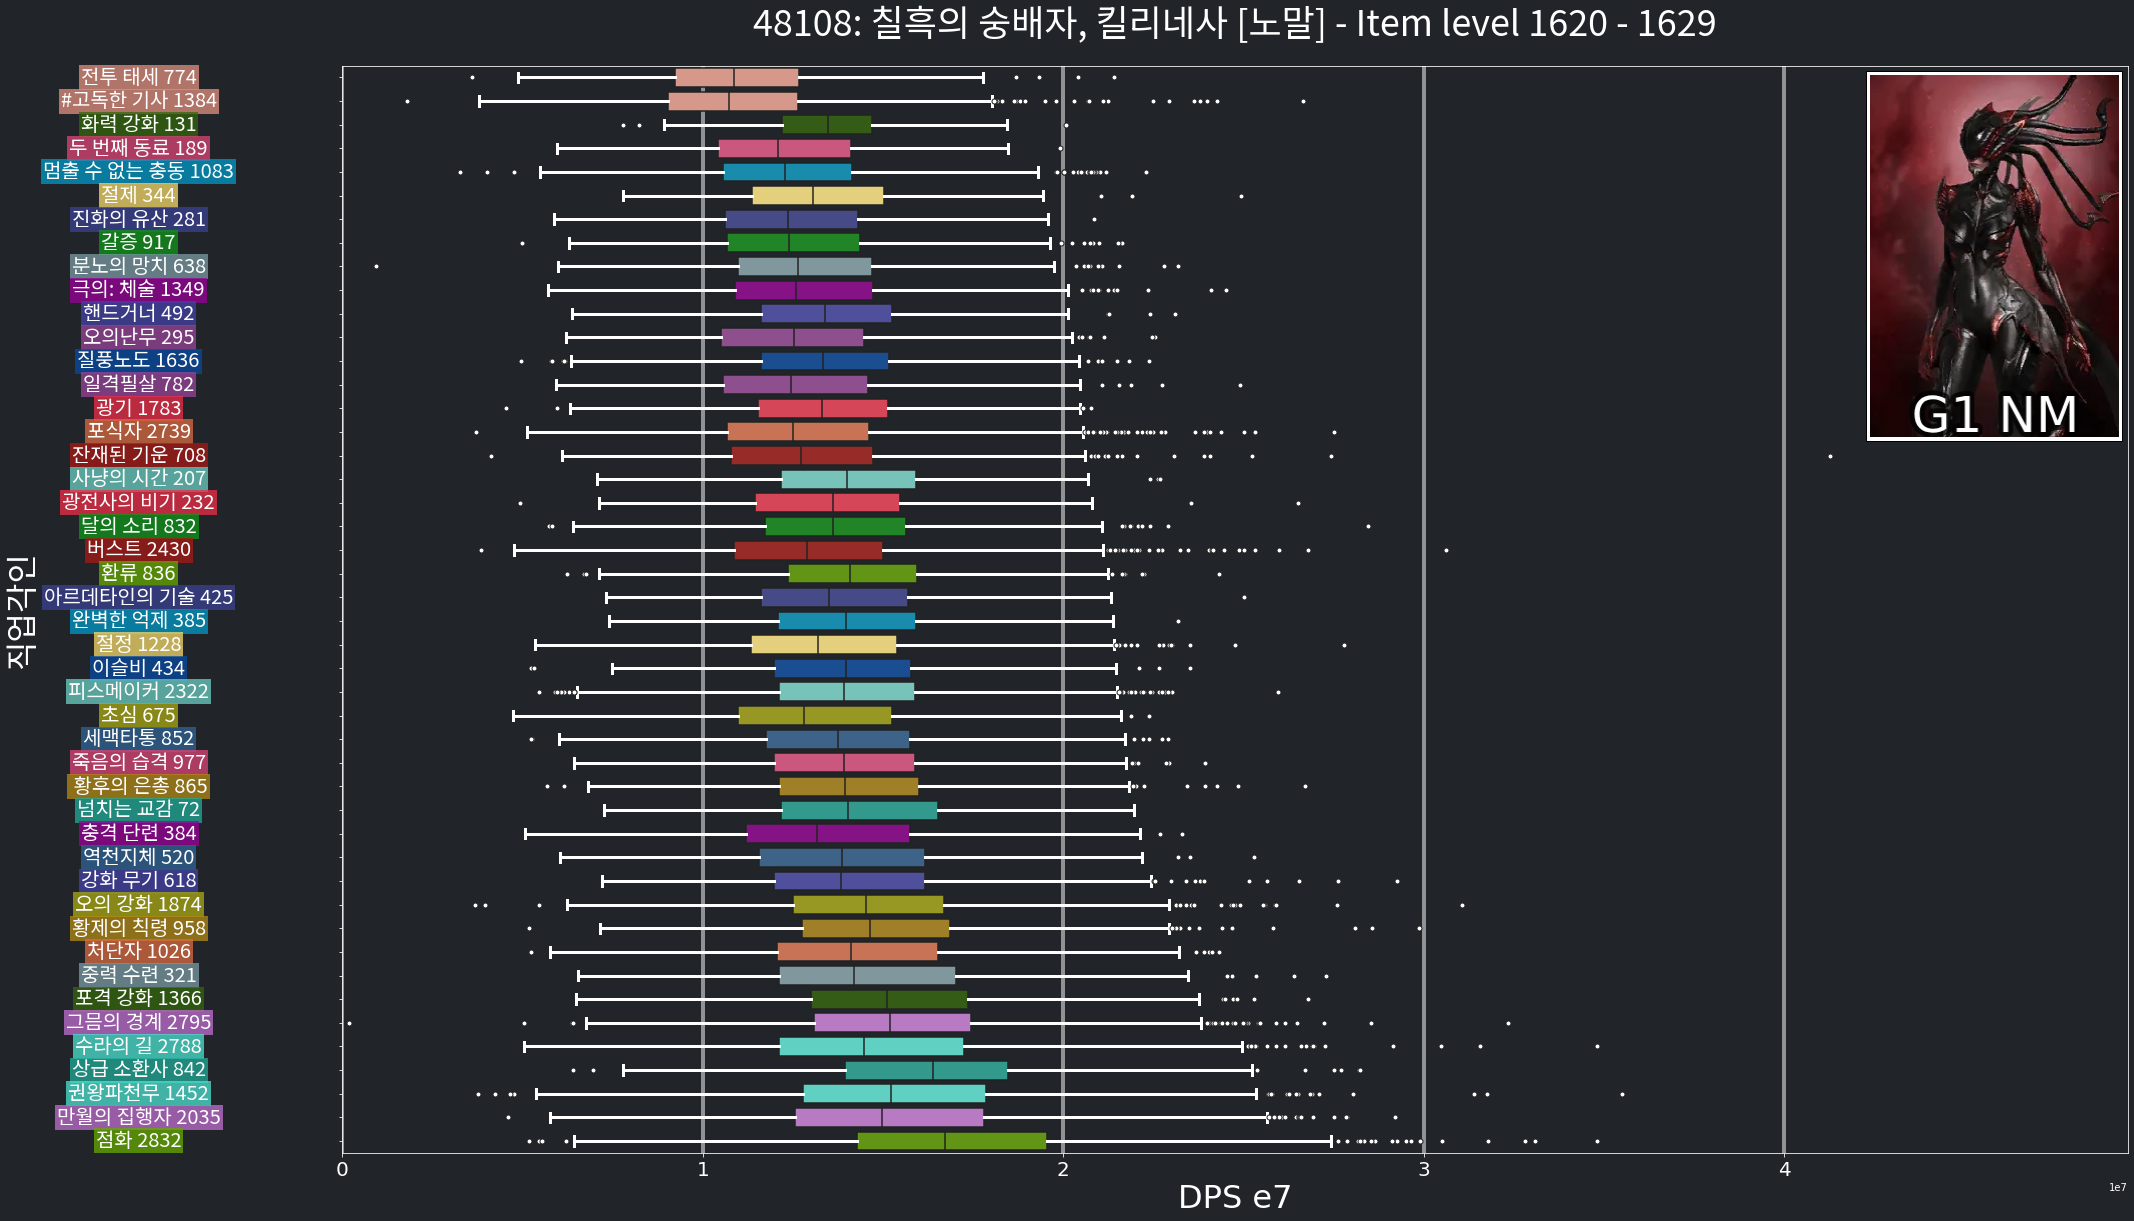 48108: 칠흑의 숭배자, 킬리네사 [노말] - Item level 1620 - 1629
직업각인
전투 태세 774
#고독한 기사 1384
화력 강화 131
두 번째 동료 189
멈출 수 없는 충동 1083
절제 344
진화의 유산 281
갈증 917
분노의 망치 638
극의: 체술 1349
핸드거너 492
오의난무 295
질풍노도 1636
일격필살 782
광기 1783
포식자 2739
잔재된 기운 708
사냥의 시간 207
광전사의 비기 232
달의 소리 832
버스트 2430
환류 836
아르데타인의 기술 425
완벽한 억제 385
절정 1228
이슬비 434
피스메이커 2322
초심 675
세맥타통 852
죽음의 습격 977
황후의 은총 865
넘치는 교감 72
충격 단련 384
역천지체 520
강화 무기 618
오의 강화 1874
황제의 칙령 958
처단자 1026
중력 수련 321
포격 강화 1366
그믐의 경계 2795
수라의 길 2788
상급 소환사 842
권왕파천무 1452
만월의 집행자 2035
점화 2832
G1 NM
0 1 2 3 4
1e7
DPS e7